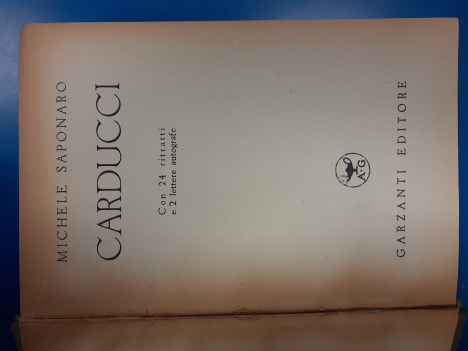 MICHELE SAPONARO
CARDUCCI
Con 24 ritratti
e 2 lettere autografe
A·G
GARZANTI EDITORE